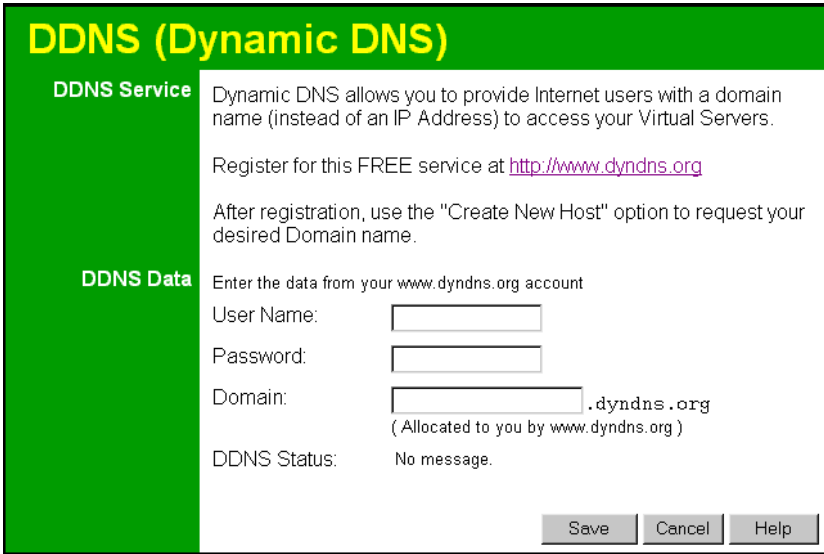 DDNS (Dynamic DNS)
DDNS Service
Dynamic DNS allows you to provide Internet users with a domain
name (instead of an IP Address) to access your Virtual Servers.
Register for this FREE service at http://www.dyndns.org
After registration, use the "Create New Host" option to request your
desired Domain name.
DDNS Data
Enter the data from your www.dyndns.org account
User Name:
Password:
Domain: .dyndns.org
( Allocated to you by www.dyndns.org )
DDNS Status: No message.
Save Cancel Help